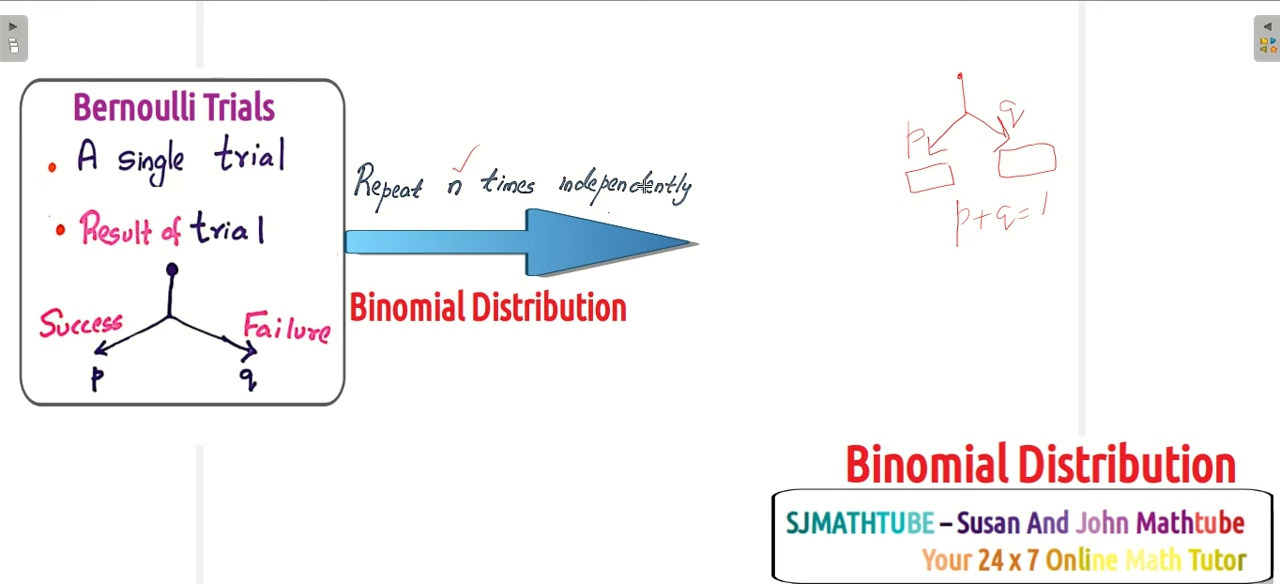 Bernoulli Trials
• A single trial
• Result of trial
Success
Failure
p
q
Repeat n times independently
Binomial Distribution
p
q
p+q=1
Binomial Distribution
SJMATHTUBE – Susan And John Mathtube
Your 24 x 7 Online Math Tutor